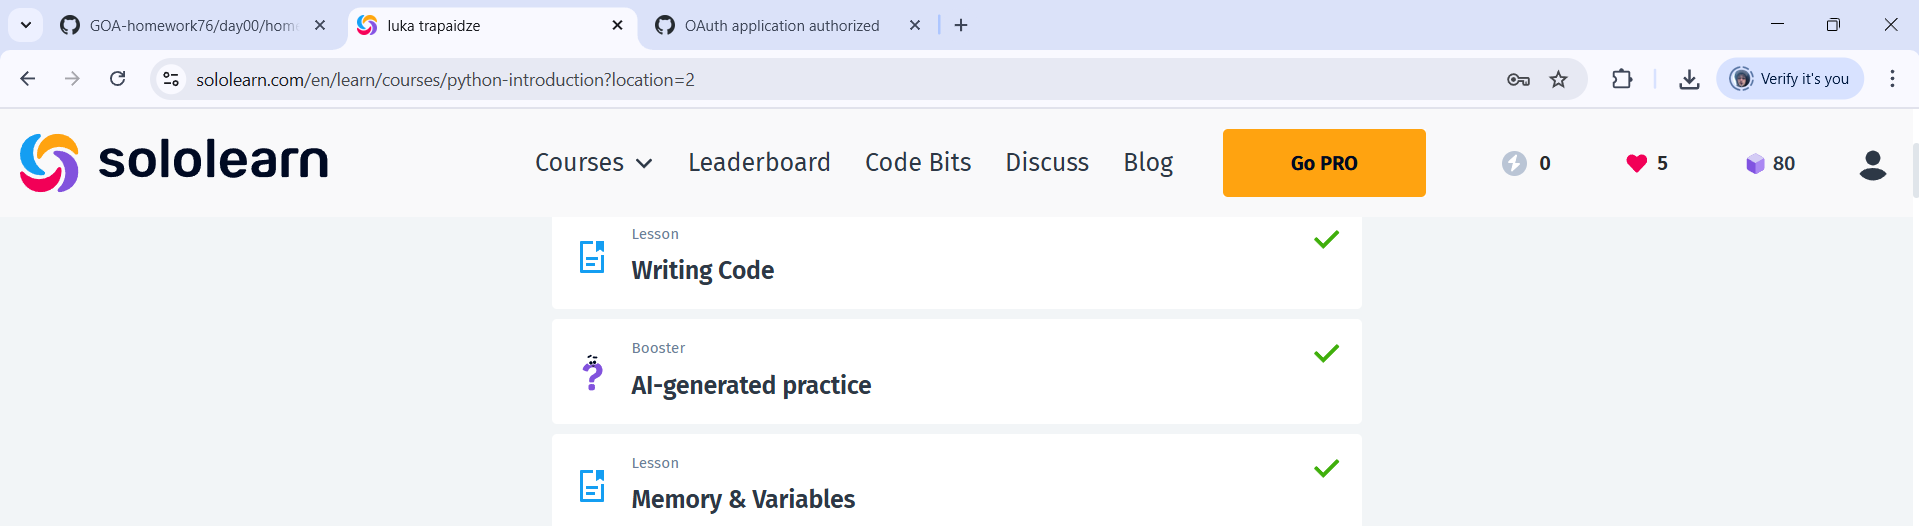 GOA-homework76/day00/home
luka trapaidze
OAuth application authorized
sololearn.com/en/learn/courses/python-introduction?location=2
Verify it's you
sololearn
Courses
Leaderboard
Code Bits
Discuss
Blog
Go PRO
0
5
80
Lesson
Writing Code
Booster
AI-generated practice
Lesson
Memory & Variables